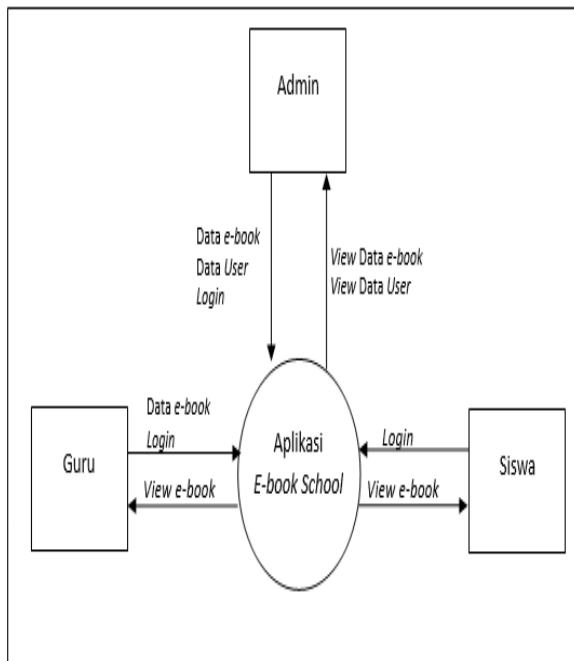 Admin
Data e-book
Data User
Login
View Data e-book
View Data User
Data e-book
Login
Guru
View e-book
Aplikasi
E-book School
Login
View e-book
Siswa